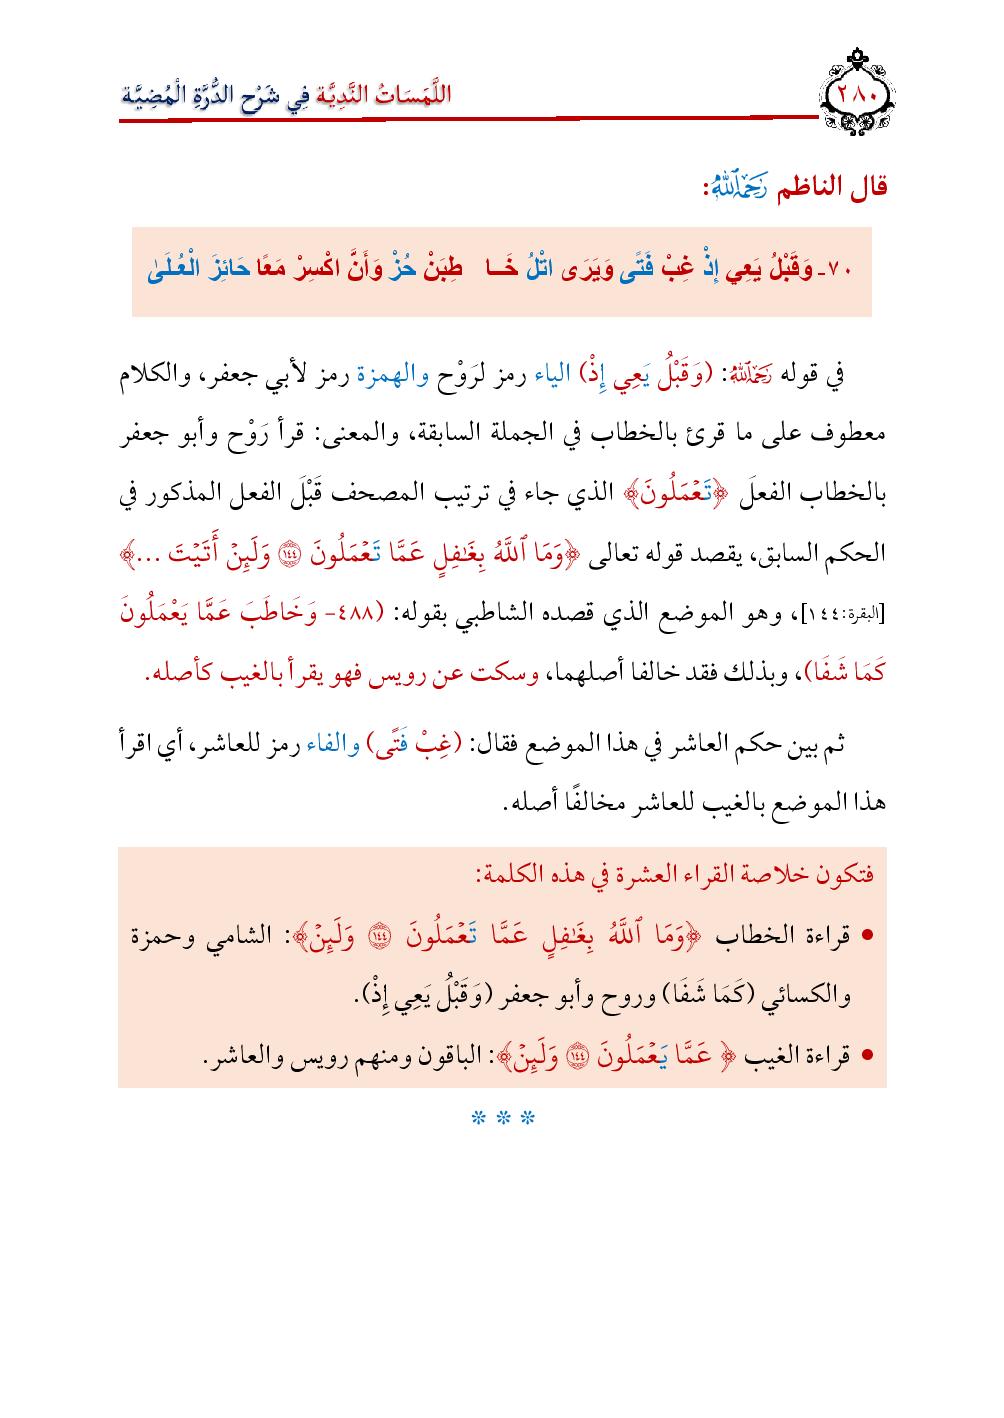 ٢٨٠
اللَّمَسَاتُ النَّدِيَّة فِي شَرْح الدُّرَّةِ الْمُضِيَّة
قال الناظم رَحِمَهُ ٱللَّهُ:
٧٠- وَقَبْلُ يَعِي إِذْ غِبْ فَتًى وَيَرَى اتْلُ خَـا طِبَنْ حُزْ وَأَنَّ اكْسِرْ مَعًا حَائِزَ الْعُـلَىٰ
في قوله رَحِمَهُ ٱللَّهُ: (وَقَبْلُ يَعِي إِذْ) الياء رمز لرَوْح والهمزة رمز لأبي جعفر، والكلام
معطوف على ما قرئ بالخطاب في الجملة السابقة، والمعنى: قرأ رَوْح وأبو جعفر
بالخطاب الفعلَ ﴿تَعۡمَلُونَ﴾ الذي جاء في ترتيب المصحف قَبْلَ الفعل المذكور في
الحكم السابق، يقصد قوله تعالى ﴿وَمَا ٱللَّهُ بِغَٰفِلٍ عَمَّا تَعۡمَلُونَ ١٤٤ وَلَئِنۡ أَتَيۡتَ ...﴾
[البقرة:١٤٤]، وهو الموضع الذي قصده الشاطبي بقوله: (٤٨٨- وَخَاطَبَ عَمَّا يَعْمَلُونَ
كَمَا شَفَا)، وبذلك فقد خالفا أصلهما، وسكت عن رويس فهو يقرأ بالغيب كأصله.
ثم بين حكم العاشر في هذا الموضع فقال: (غِبْ فَتًى) والفاء رمز للعاشر، أي اقرأ
هذا الموضع بالغيب للعاشر مخالفًا أصله.
فتكون خلاصة القراء العشرة في هذه الكلمة:
• قراءة الخطاب ﴿وَمَا ٱللَّهُ بِغَٰفِلٍ عَمَّا تَعۡمَلُونَ ١٤٤ وَلَئِنۡ﴾: الشامي وحمزة
والكسائي (كَمَا شَفَا) وروح وأبو جعفر (وَقَبْلُ يَعِي إِذْ).
• قراءة الغيب ﴿ عَمَّا يَعۡمَلُونَ ١٤٤ وَلَئِنۡ﴾: الباقون ومنهم رويس والعاشر.
* * *